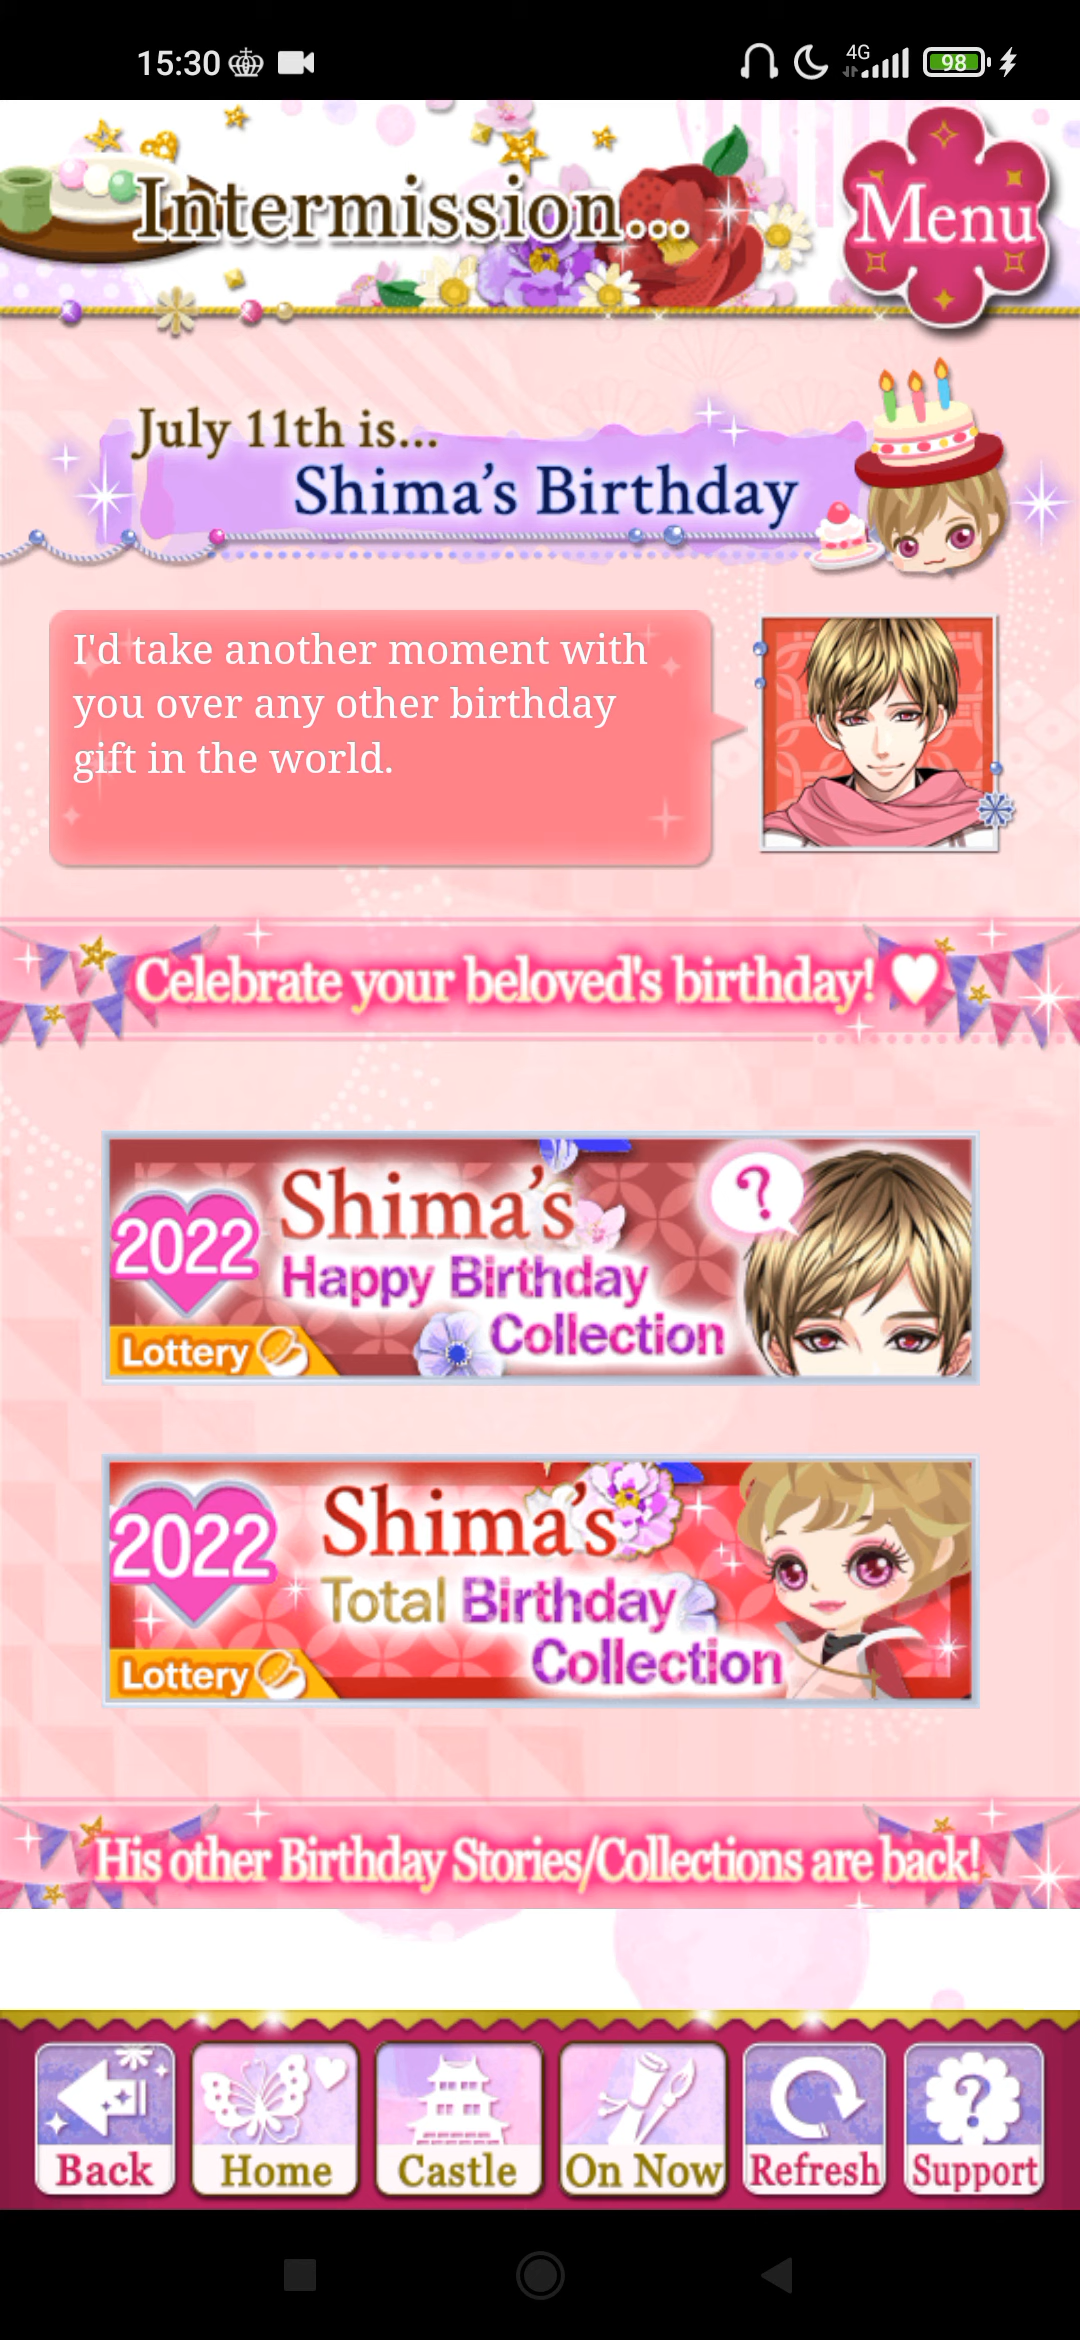 15:30
4G
98
Intermission...
Menu
July 11th is...
Shima's Birthday
I'd take another moment with
you over any other birthday
gift in the world.
Celebrate your beloved's birthday!
?
2022
Shima's
Happy Birthday
Collection
Lottery
2022
Shima's
Total Birthday
Collection
Lottery
His other Birthday Stories/Collections are back!
?
Back
Home
Castle
On Now
Refresh
Support